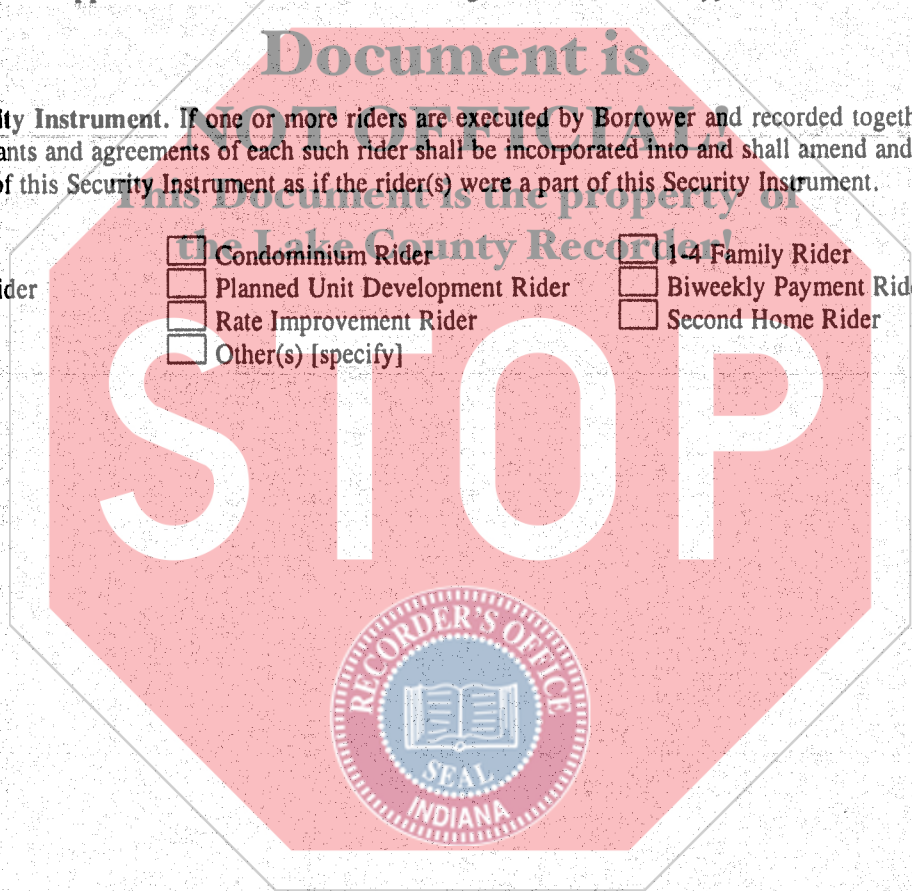 Document is
NOT OFFICIAL!
ity Instrument. If one or more riders are executed by Borrower and recorded togeth
ants and agreements of each such rider shall be incorporated into and shall amend and
of this Security Instrument as if the rider(s) were a part of this Security Instrument.
This Document is the property of
the Lake County Recorder!
Condominium Rider
1-4 Family Rider
ider
Planned Unit Development Rider
Biweekly Payment Rid
Rate Improvement Rider
Second Home Rider
Other(s) [specify]
STOP
RECORDER'S OFFICE
SEAL
INDIANA